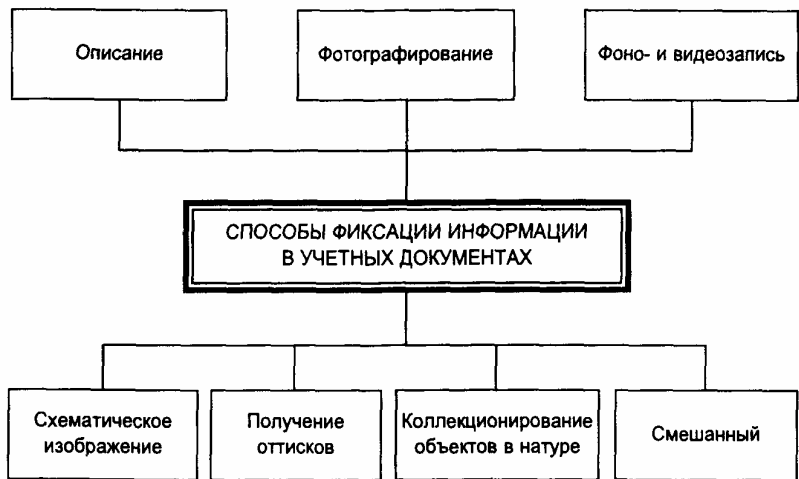 Описание
Фотографирование
Фоно- и видеозапись
СПОСОБЫ ФИКСАЦИИ ИНФОРМАЦИИ
В УЧЕТНЫХ ДОКУМЕНТАХ
Схематическое
изображение
Получение
оттисков
Коллекционирование
объектов в натуре
Смешанный